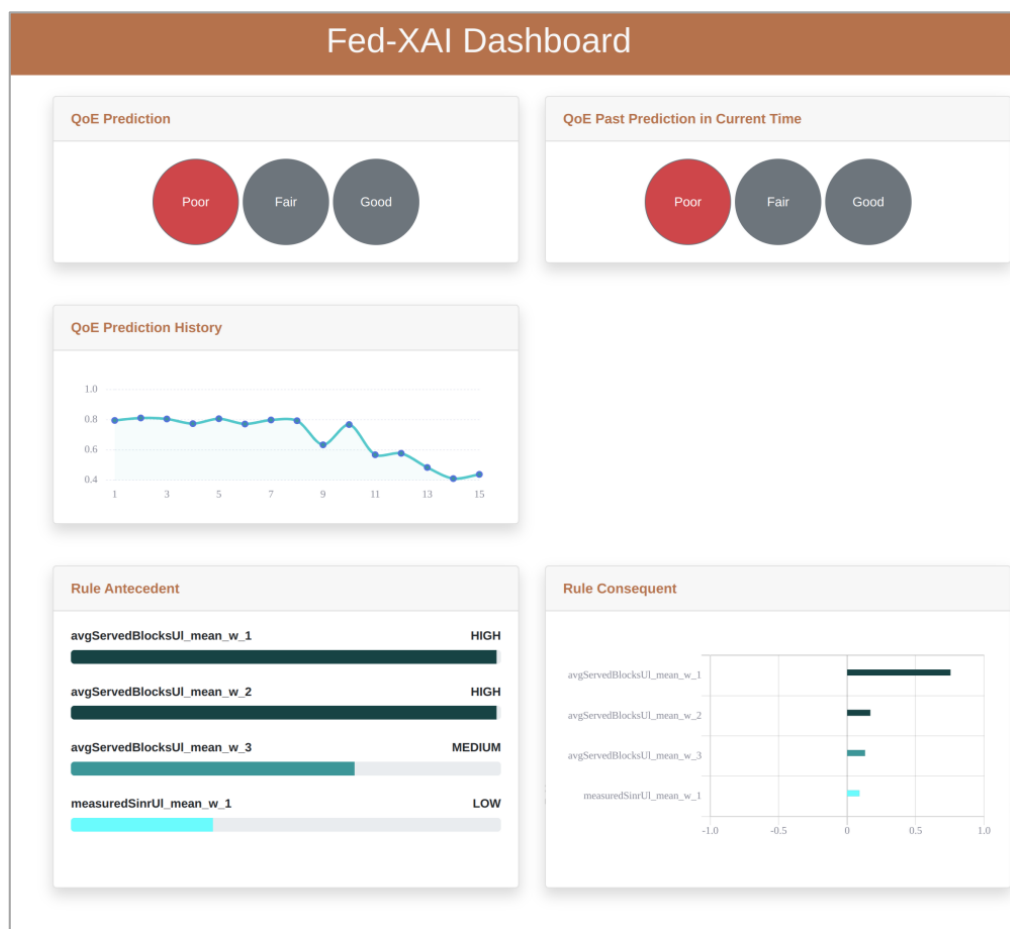 Fed-XAI Dashboard
QoE Prediction
Poor Fair Good
QoE Past Prediction in Current Time
Poor Fair Good
QoE Prediction History
1.0
0.8
0.6
0.4
1 3 5 7 9 11 13 15
Rule Antecedent
avgServedBlocksUl_mean_w_1 HIGH
avgServedBlocksUl_mean_w_2 HIGH
avgServedBlocksUl_mean_w_3 MEDIUM
measuredSinrUl_mean_w_1 LOW
Rule Consequent
avgServedBlocksUl_mean_w_1
avgServedBlocksUl_mean_w_2
avgServedBlocksUl_mean_w_3
measuredSinrUl_mean_w_1
-1.0 -0.5 0 0.5 1.0